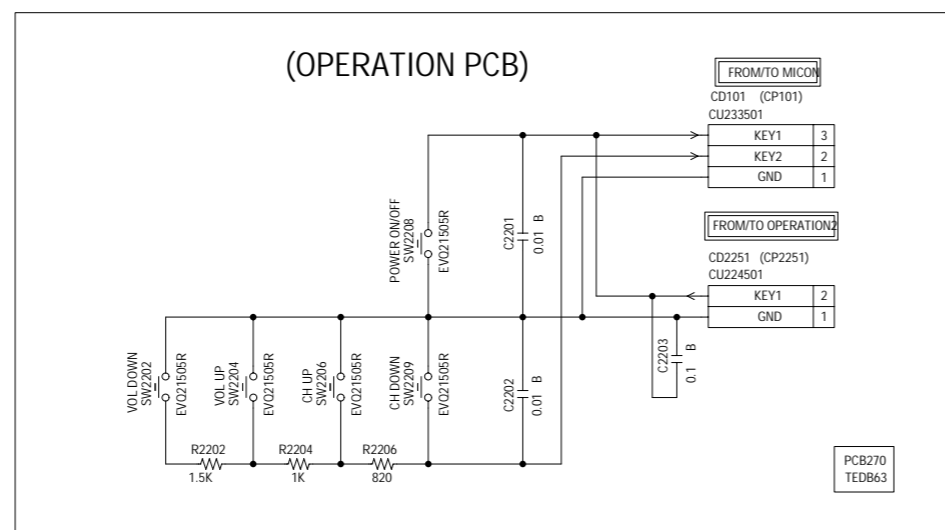 (OPERATION PCB)
FROM/TO MICON
CD101 (CP101)
CU233501
KEY1 3
KEY2 2
GND 1
POWER ON/OFF
SW2208
EVQ21505R
C2201
0.01 B
FROM/TO OPERATION2
CD2251 (CP2251)
CU224501
KEY1 2
GND 1
VOL DOWN
SW2202
EVQ21505R
VOL UP
SW2204
EVQ21505R
CH UP
SW2206
EVQ21505R
CH DOWN
SW2209
EVQ21505R
C2202
0.01 B
C2203
0.1 B
R2202
1.5K
R2204
1K
R2206
820
PCB270
TEDB63